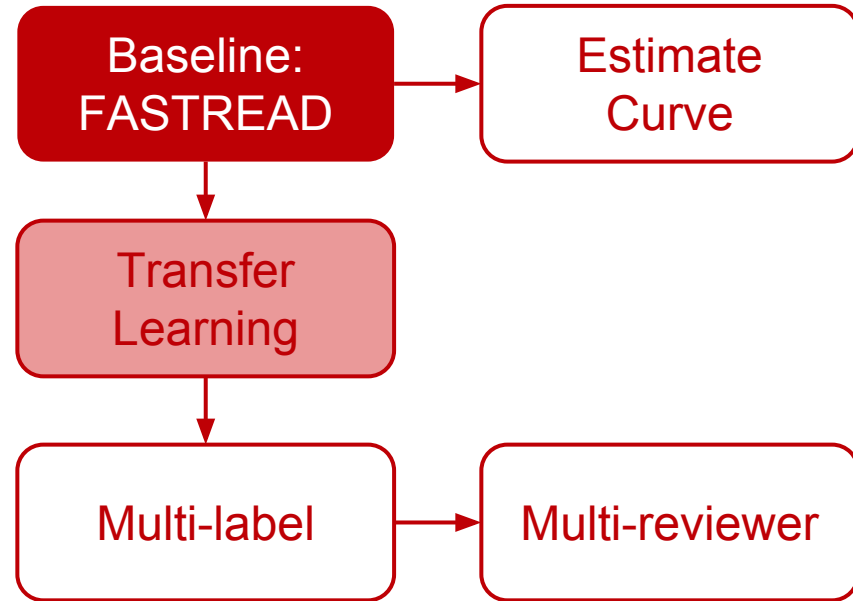 Baseline:
FASTREAD
Estimate
Curve
Transfer
Learning
Multi-label
Multi-reviewer